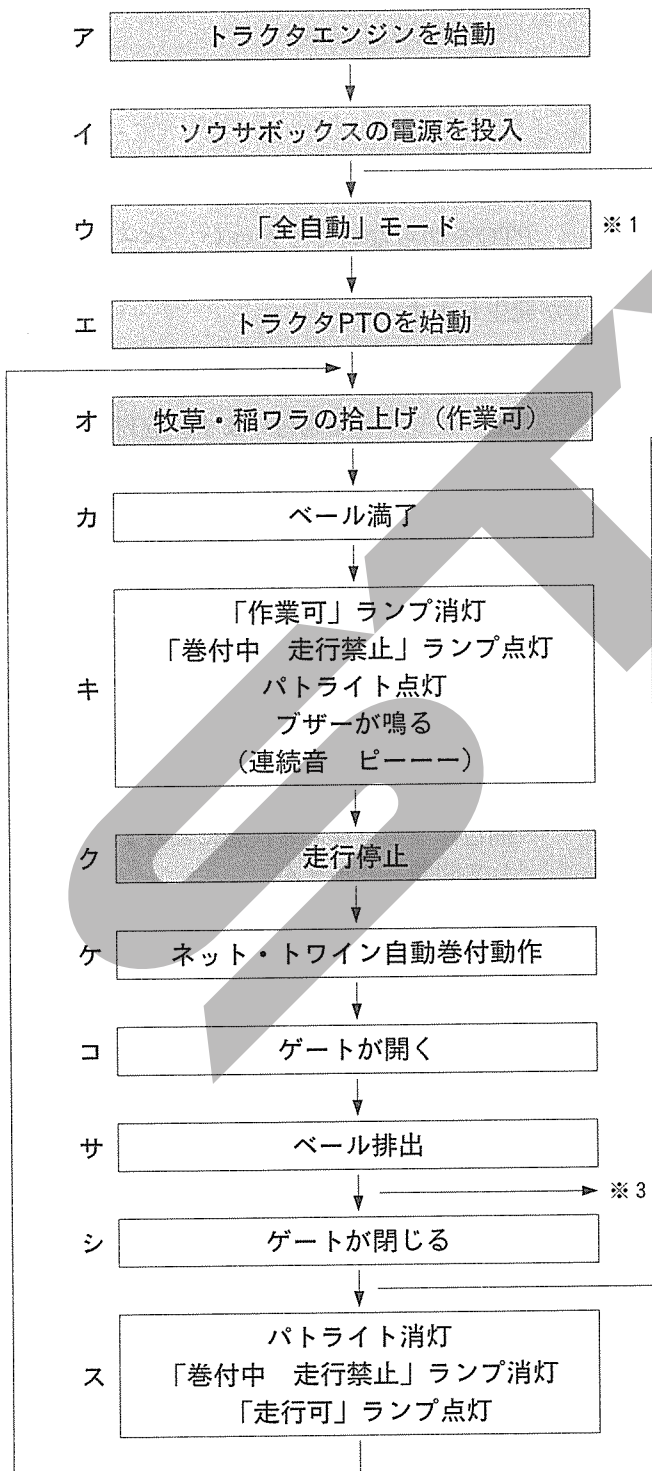 ア トラクタエンジンを始動
イ ソウサボックスの電源を投入
ウ 「全自動」モード ※1
エ トラクタPTOを始動
オ 牧草・稲ワラの拾上げ（作業可）
カ ベール満了
「作業可」ランプ消灯
「巻付中　走行禁止」ランプ点灯
キ パトライト点灯
ブザーが鳴る
（連続音　ピーーー）
ク 走行停止
ケ ネット・トワイン自動巻付動作
コ ゲートが開く
サ ベール排出
※3
シ ゲートが閉じる
パトライト消灯
ス 「巻付中　走行禁止」ランプ消灯
「走行可」ランプ点灯